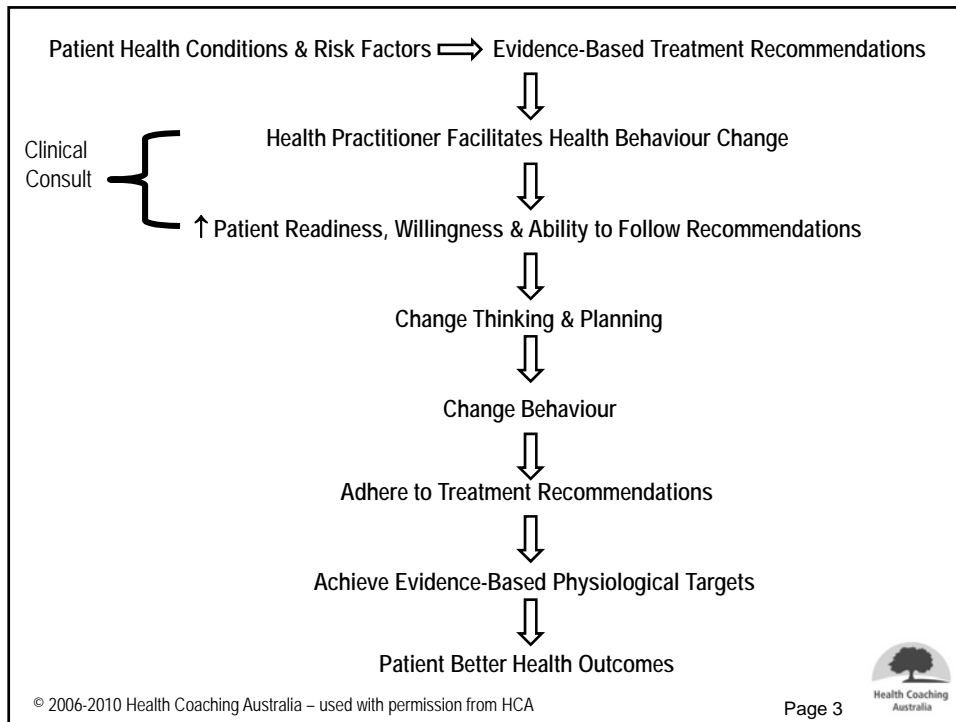 Patient Health Conditions & Risk Factors ⇨ Evidence-Based Treatment Recommendations
Health Practitioner Facilitates Health Behaviour Change
Clinical
Consult
↑ Patient Readiness, Willingness & Ability to Follow Recommendations
Change Thinking & Planning
Change Behaviour
Adhere to Treatment Recommendations
Achieve Evidence-Based Physiological Targets
Patient Better Health Outcomes
© 2006-2010 Health Coaching Australia – used with permission from HCA
Page 3
Health Coaching
Australia